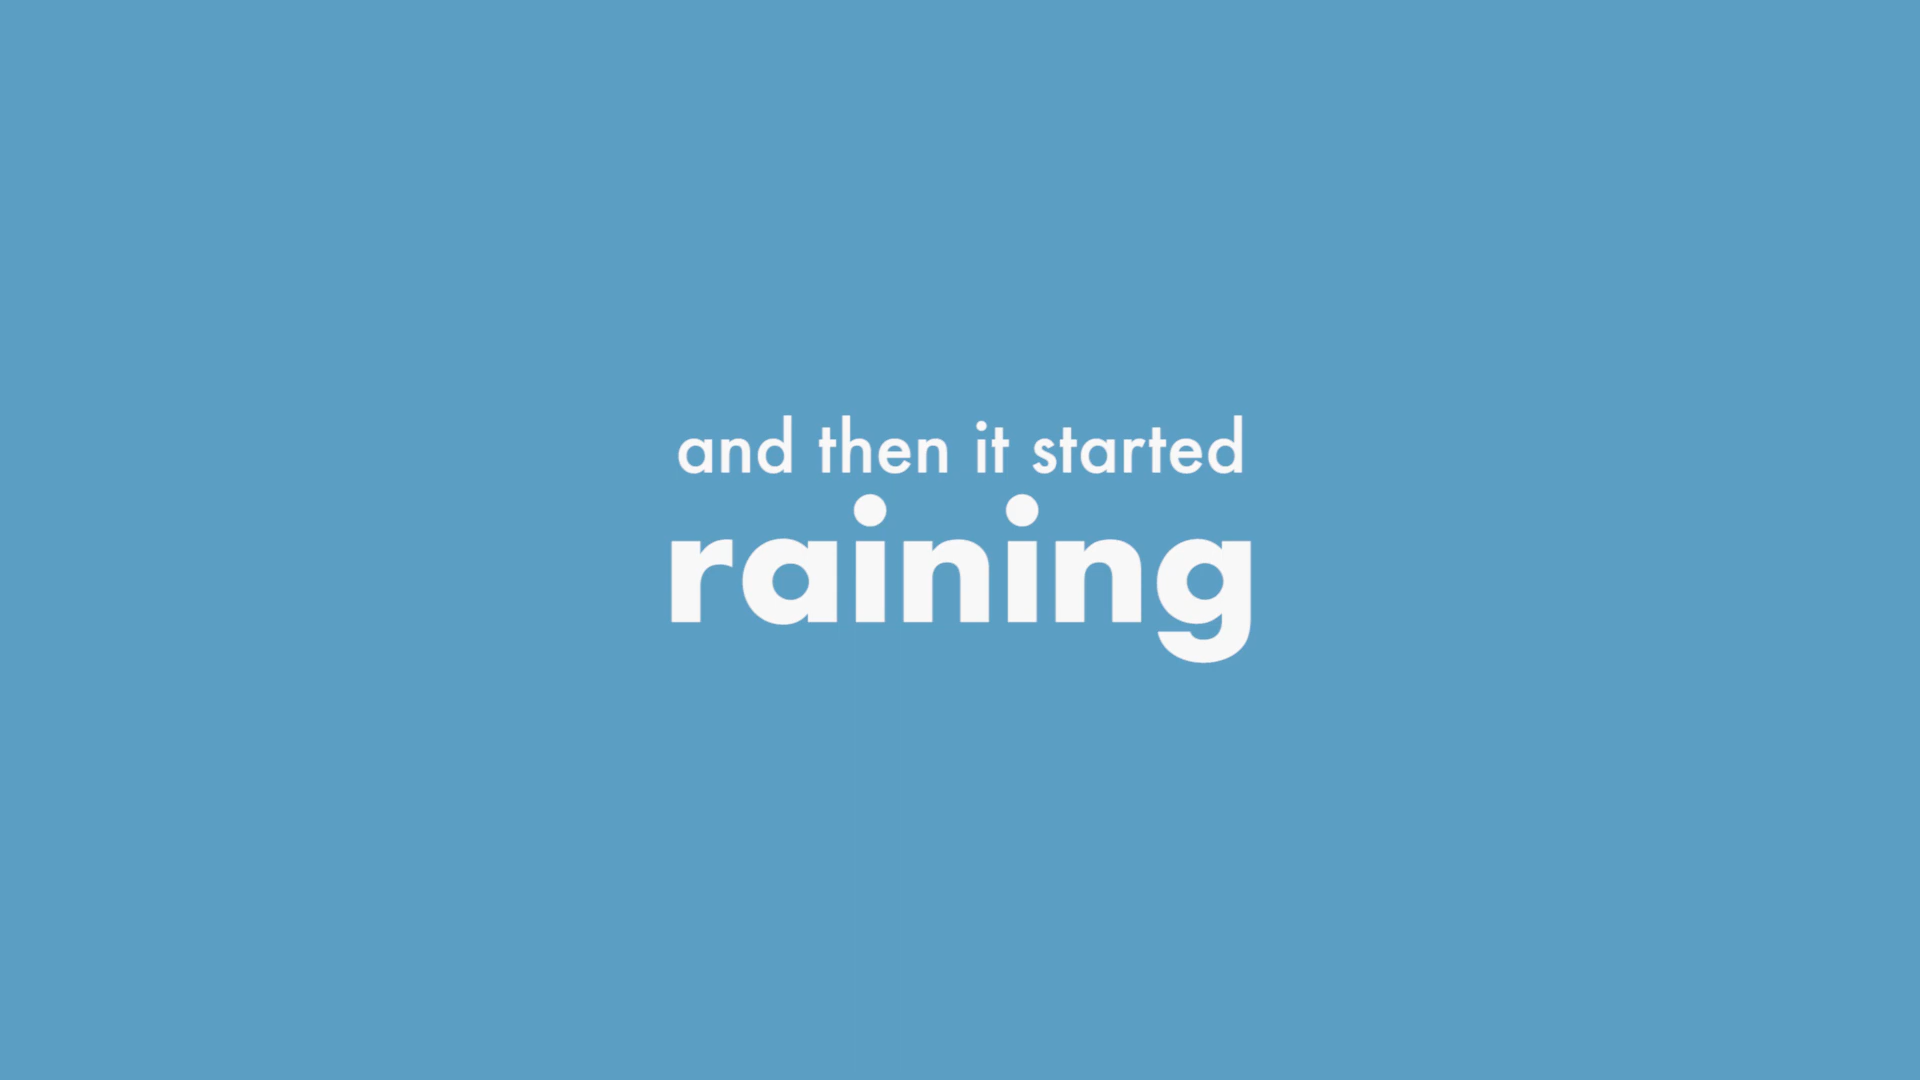 and then it started
raining